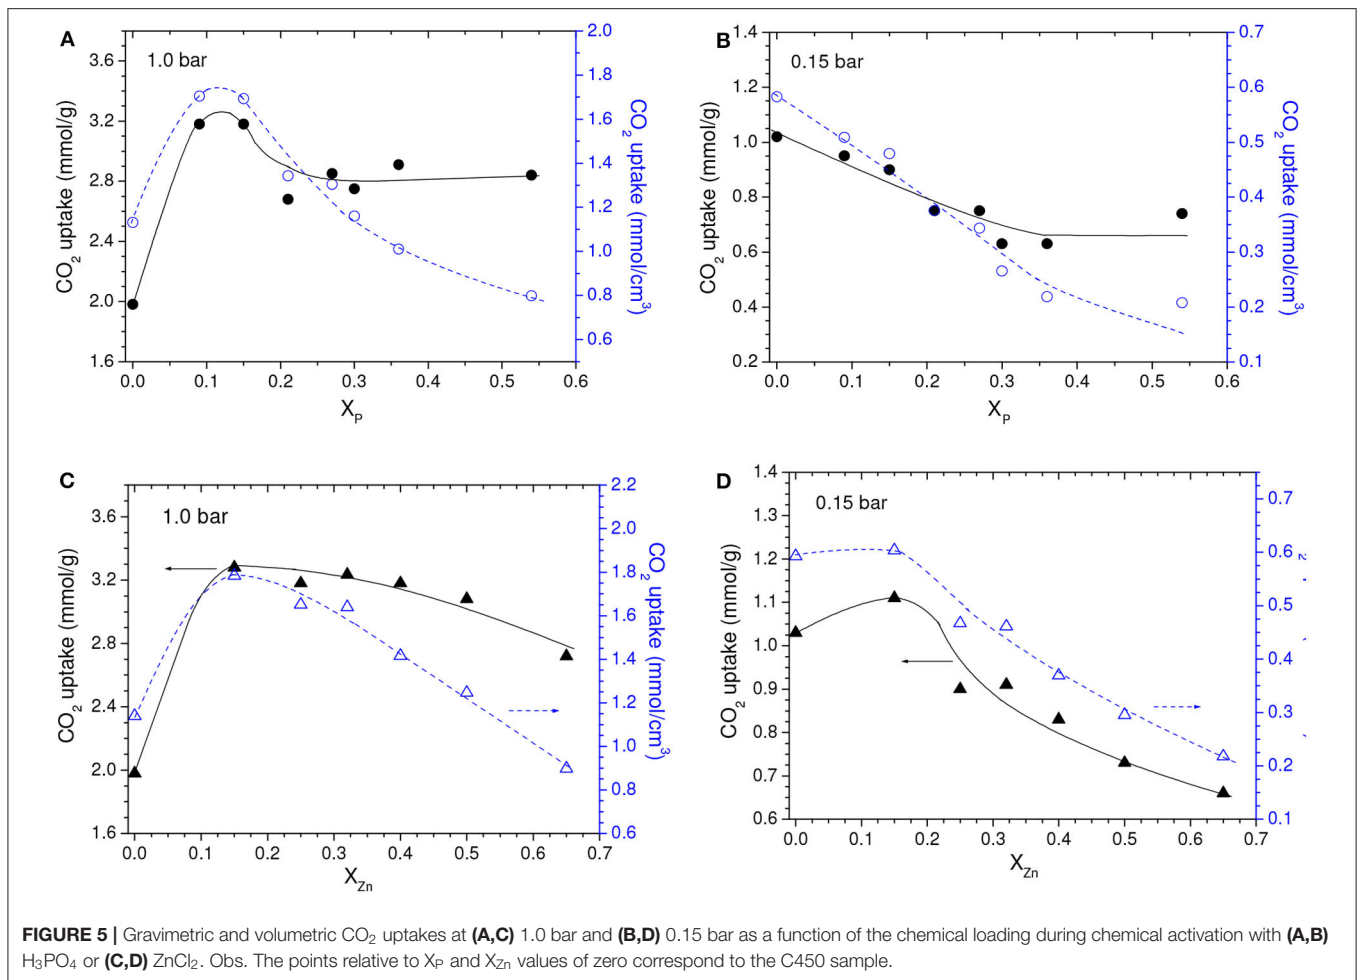 A
1.0 bar
CO2 uptake (mmol/g)
3.6
3.2
2.8
2.4
2.0
1.6
2.0
1.8
1.6
1.4
1.2
1.0
0.8
0.6
CO2 uptake (mmol/cm3)
0.0 0.1 0.2 0.3 0.4 0.5 0.6
XP
B
0.15 bar
CO2 uptake (mmol/g)
1.4
1.2
1.0
0.8
0.6
0.4
0.2
0.7
0.6
0.5
0.4
0.3
0.2
0.1
CO2 uptake (mmol/cm3)
0.0 0.1 0.2 0.3 0.4 0.5 0.6
XP
C
1.0 bar
CO2 uptake (mmol/g)
3.6
3.2
2.8
2.4
2.0
1.6
2.2
2.0
1.8
1.6
1.4
1.2
1.0
0.8
0.6
CO2 uptake (mmol/cm3)
0.0 0.1 0.2 0.3 0.4 0.5 0.6 0.7
XZn
D
0.15 bar
CO2 uptake (mmol/g)
1.4
1.3
1.2
1.1
1.0
0.9
0.8
0.7
0.6
0.7
0.6
0.5
0.4
0.3
0.2
0.1
0.0 0.1 0.2 0.3 0.4 0.5 0.6 0.7
XZn
FIGURE 5 | Gravimetric and volumetric CO2 uptakes at (A,C) 1.0 bar and (B,D) 0.15 bar as a function of the chemical loading during chemical activation with (A,B)
H3PO4 or (C,D) ZnCl2. Obs. The points relative to XP and XZn values of zero correspond to the C450 sample.